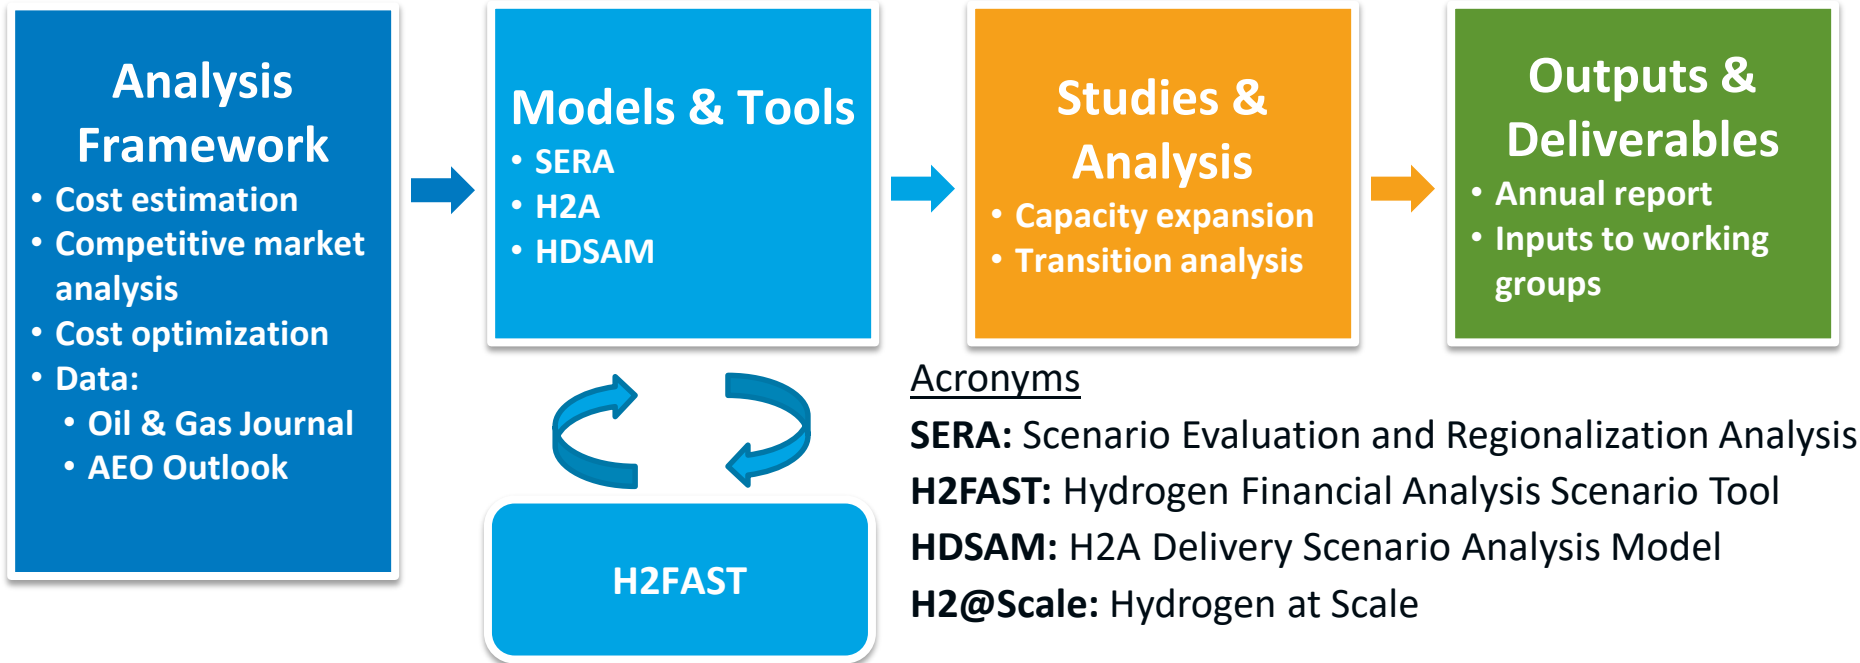 Analysis
Framework
• Cost estimation
• Competitive market
analysis
• Cost optimization
• Data:
• Oil & Gas Journal
• AEO Outlook
Models & Tools
• SERA
• H2A
• HDSAM
H2FAST
Studies &
Analysis
• Capacity expansion
• Transition analysis
Outputs &
Deliverables
• Annual report
• Inputs to working
groups
Acronyms
SERA: Scenario Evaluation and Regionalization Analysis
H2FAST: Hydrogen Financial Analysis Scenario Tool
HDSAM: H2A Delivery Scenario Analysis Model
H2@Scale: Hydrogen at Scale